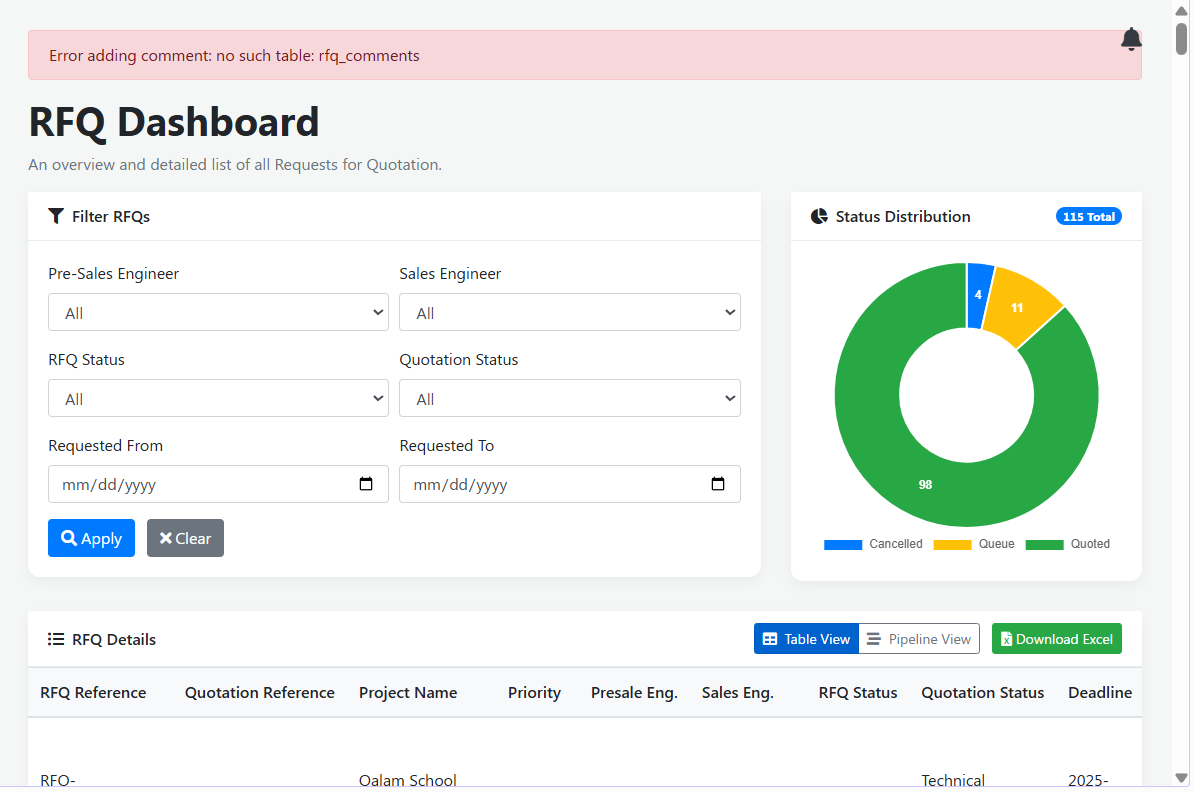 Error adding comment: no such table: rfq_comments
RFQ Dashboard
An overview and detailed list of all Requests for Quotation.
Filter RFQs
Pre-Sales Engineer
Sales Engineer
All
All
RFQ Status
Quotation Status
All
All
Requested From
Requested To
mm/dd/yyyy
mm/dd/yyyy
Apply
Clear
Status Distribution
115 Total
4
11
98
Cancelled
Queue
Quoted
RFQ Details
Table View
Pipeline View
Download Excel
RFQ Reference Quotation Reference Project Name Priority Presale Eng. Sales Eng. RFQ Status Quotation Status Deadline
RFQ- Qalam School Technical 2025-